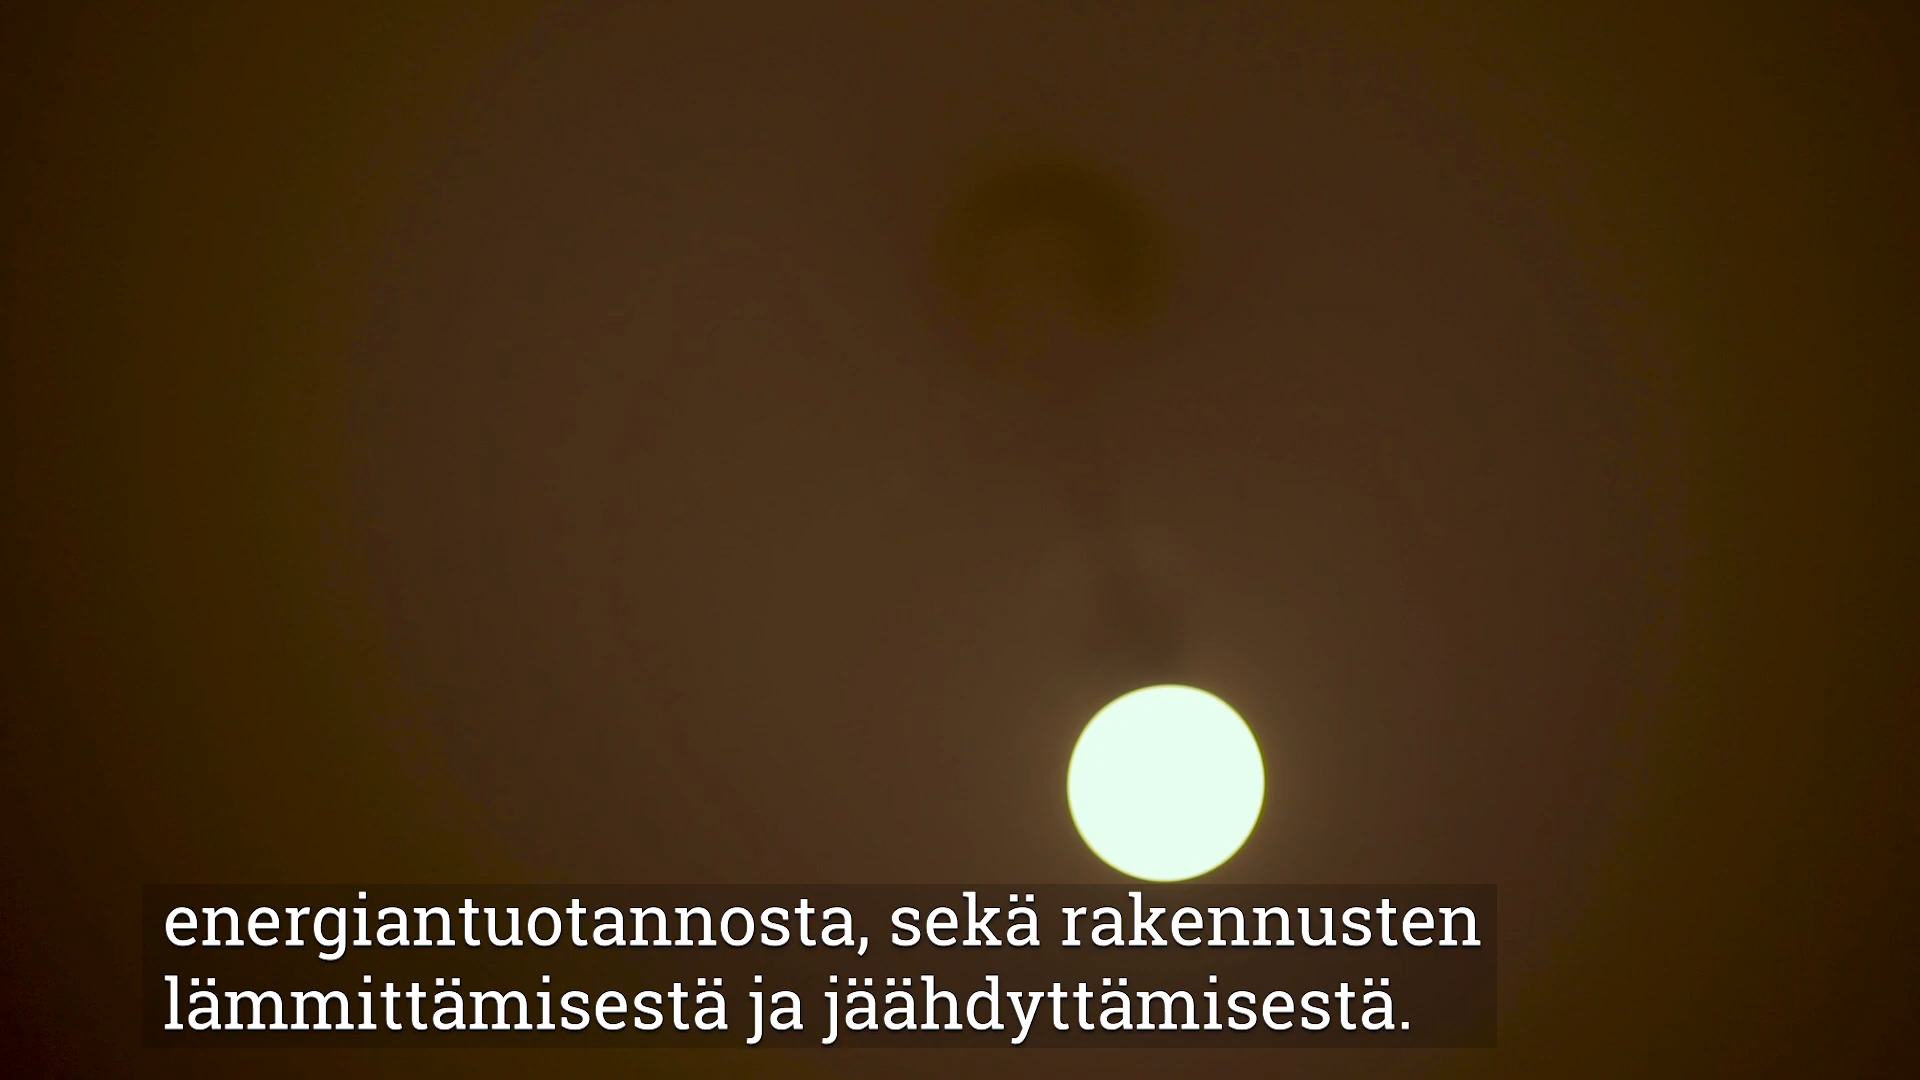 energiantuotannosta, sekä rakennusten
lämmittämisestä ja jäähdyttämisestä.